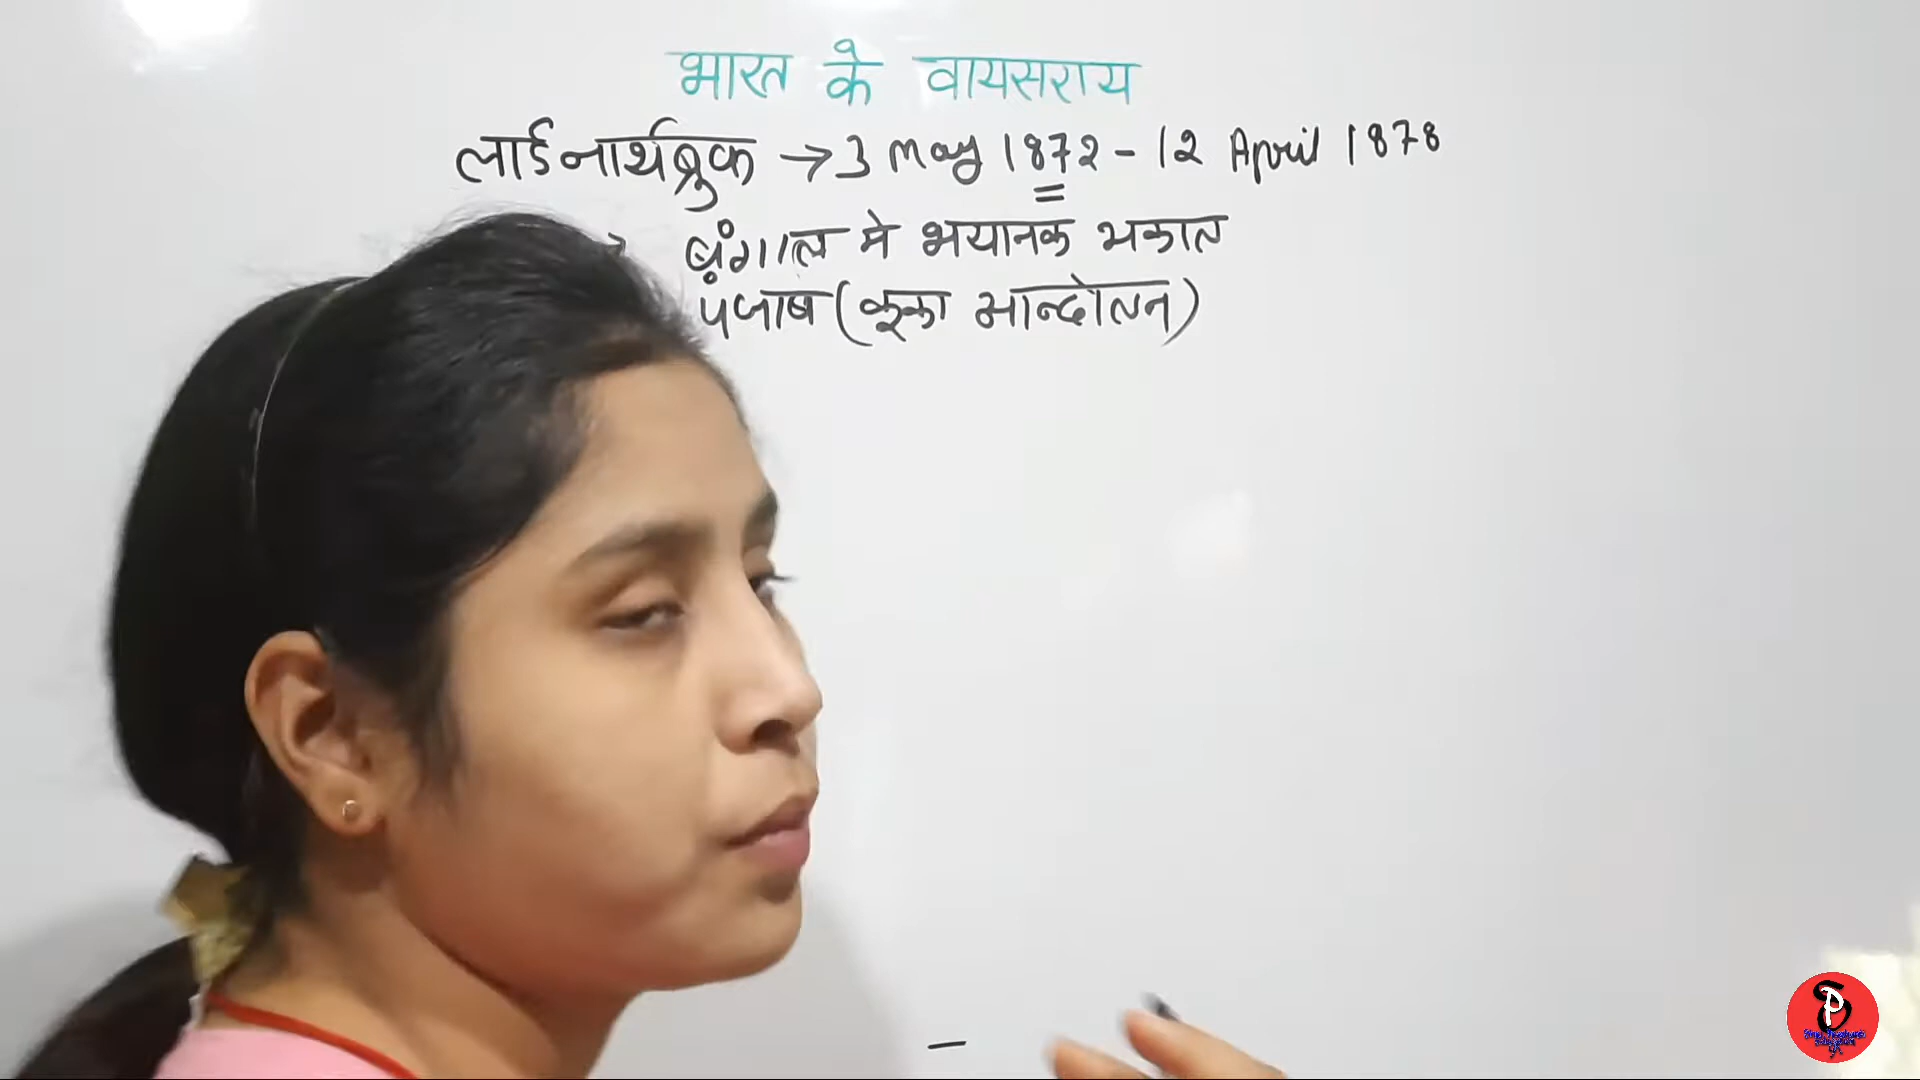 भारत के वायसराय
लार्ड नार्थब्रुक → 3 May 1872 - 12 April 1878
बंगाल मे भयानक अकाल
पंजाब (कूका आन्दोलन)